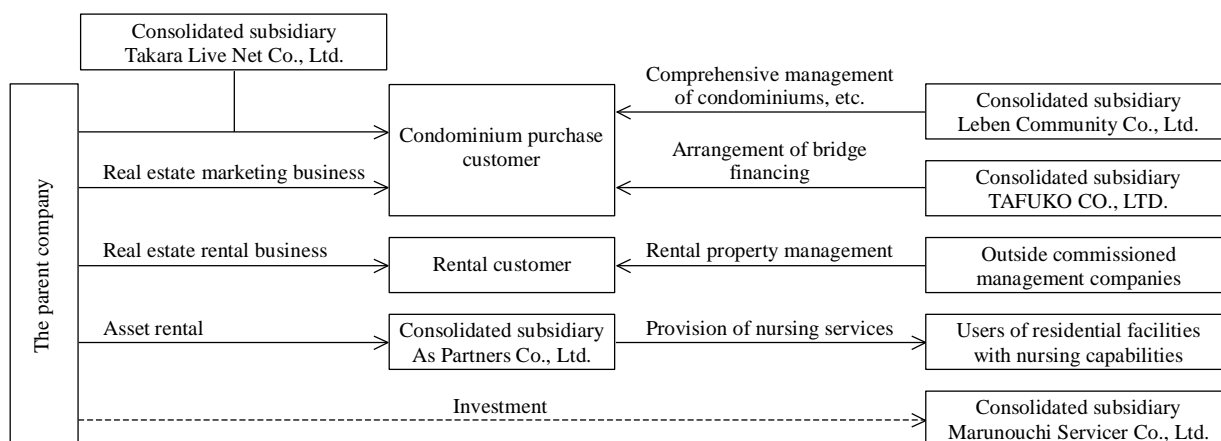 Consolidated subsidiary
Takara Live Net Co., Ltd.
The parent company
Real estate marketing business
Condominium purchase
customer
Comprehensive management
of condominiums, etc.
Consolidated subsidiary
Leben Community Co., Ltd.
Arrangement of bridge
financing
Consolidated subsidiary
TAFUKO CO., LTD.
Real estate rental business
Rental customer
Rental property management
Outside commissioned
management companies
Asset rental
Consolidated subsidiary
As Partners Co., Ltd.
Provision of nursing services
Users of residential facilities
with nursing capabilities
Investment
Consolidated subsidiary
Marunouchi Servicer Co., Ltd.